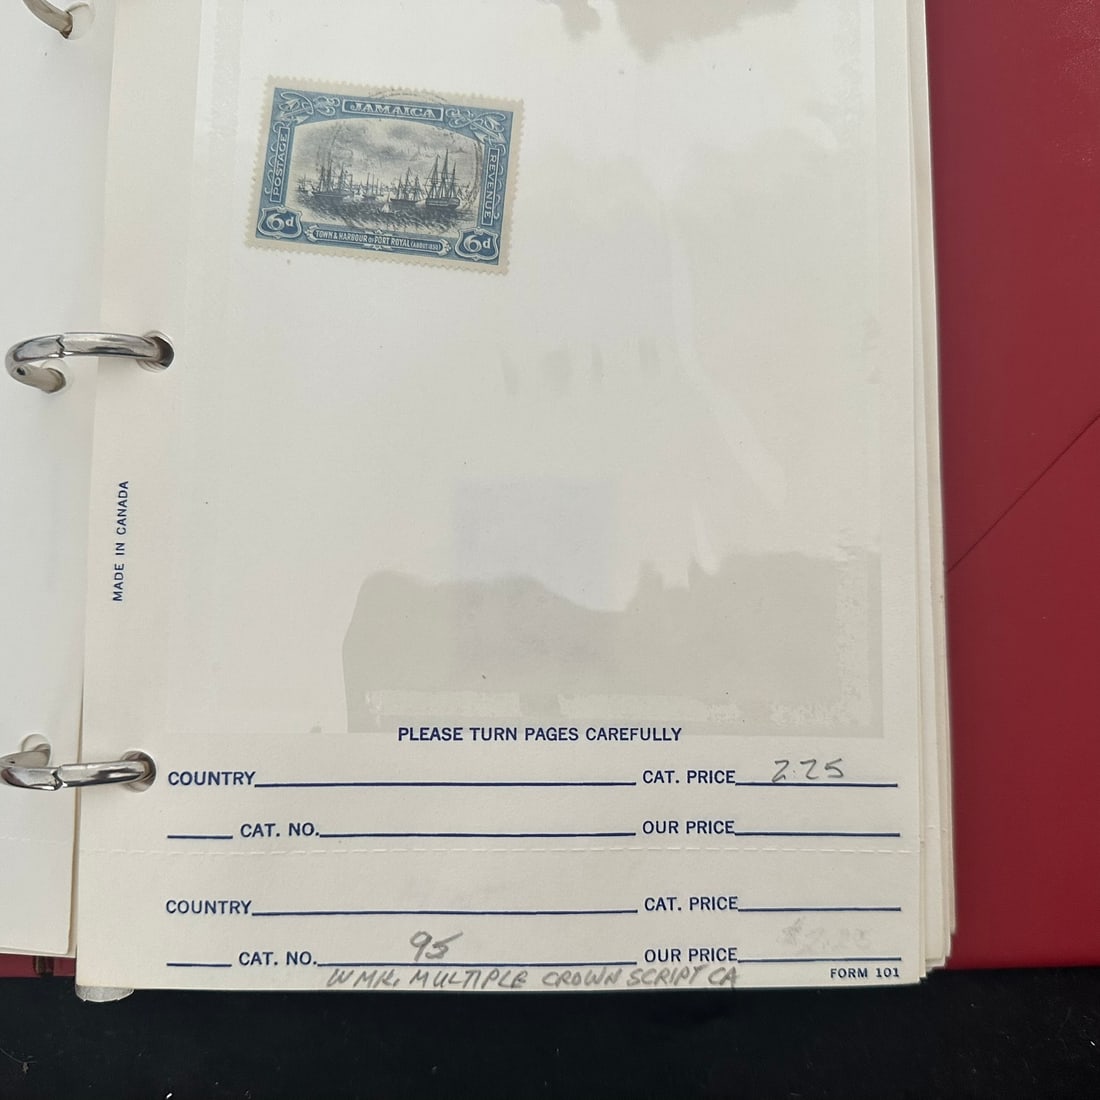 JAMAICA
POSTAGE
REVENUE
6d
6d
TOWN & HARBOUR OF PORT ROYAL (ABOUT 1850)
MADE IN CANADA
PLEASE TURN PAGES CAREFULLY
COUNTRY CAT. PRICE 2.25
CAT. NO. OUR PRICE
COUNTRY CAT. PRICE
CAT. NO. 95 OUR PRICE
WMK. MULTIPLE CROWN SCRIPT CA
FORM 101